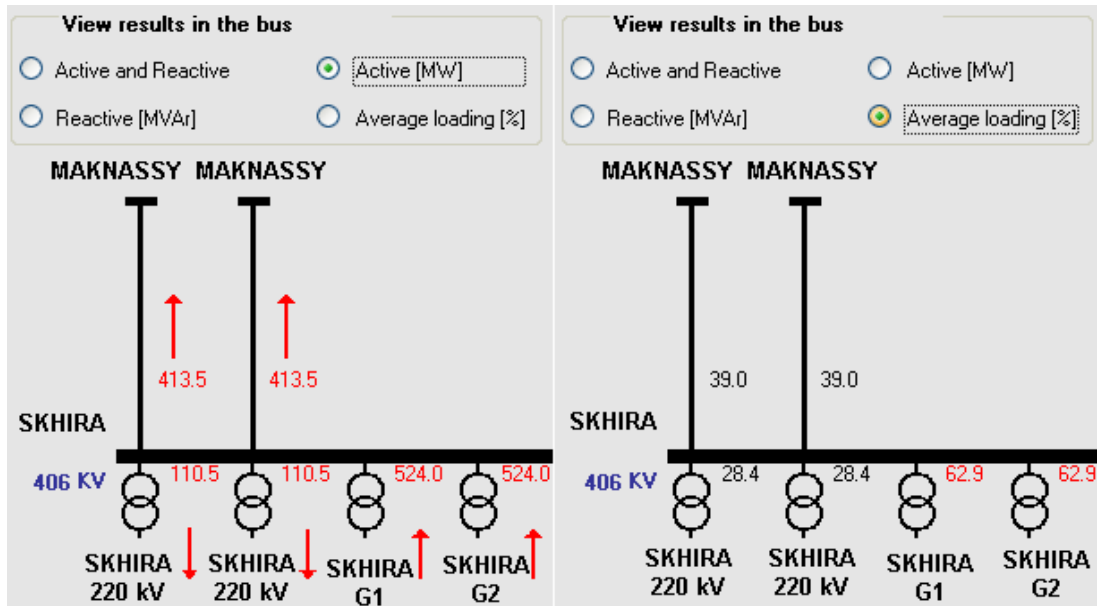 View results in the bus
Active and Reactive
Active [MW]
Reactive [MVAr]
Average loading [%]
MAKNASSY MAKNASSY
413.5 413.5
SKHIRA
406 KV
110.5 110.5 524.0 524.0
SKHIRA SKHIRA SKHIRA SKHIRA
220 kV 220 kV G1 G2
View results in the bus
Active and Reactive
Active [MW]
Reactive [MVAr]
Average loading [%]
MAKNASSY MAKNASSY
39.0 39.0
SKHIRA
406 KV
28.4 28.4 62.9 62.9
SKHIRA SKHIRA SKHIRA SKHIRA
220 kV 220 kV G1 G2